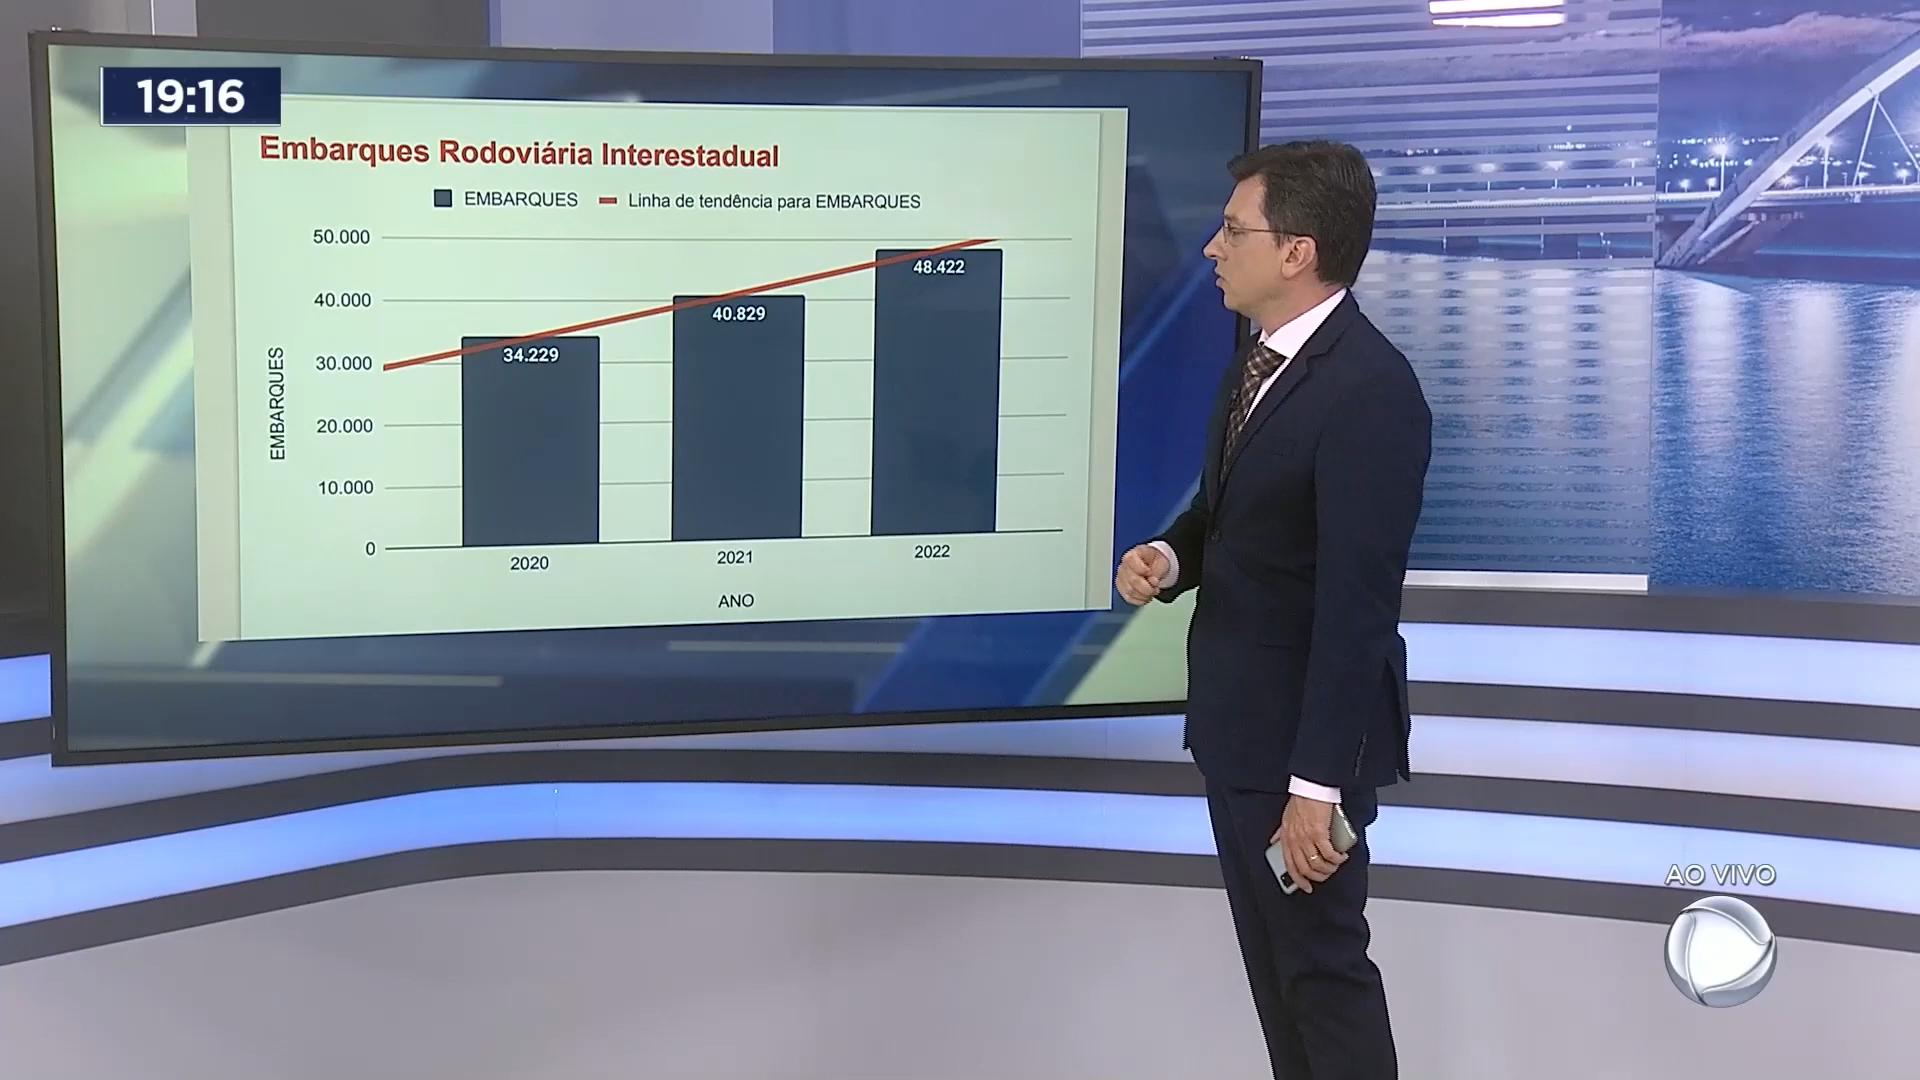 19:16
Embarques Rodoviária Interestadual
EMBARQUES
Linha de tendência para EMBARQUES
50.000
40.000
30.000
20.000
10.000
0
EMBARQUES
34.229
40.829
48.422
2020
2021
2022
ANO
AO VIVO